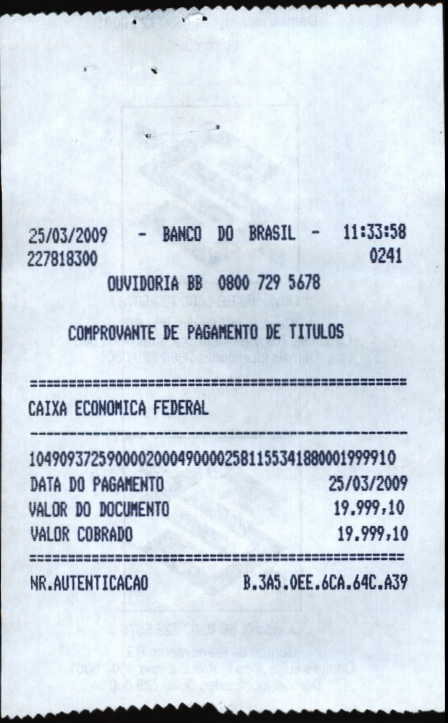 25/03/2009 - BANCO DO BRASIL - 11:33:58
227818300 0241
OUVIDORIA BB 0800 729 5678
COMPROVANTE DE PAGAMENTO DE TITULOS
================================================
CAIXA ECONOMICA FEDERAL
------------------------------------------------
10490937259000020004900002581155341880001999910
DATA DO PAGAMENTO 25/03/2009
VALOR DO DOCUMENTO 19.999,10
VALOR COBRADO 19.999,10
================================================
NR.AUTENTICACAO B.3A5.0EE.6CA.64C.A39